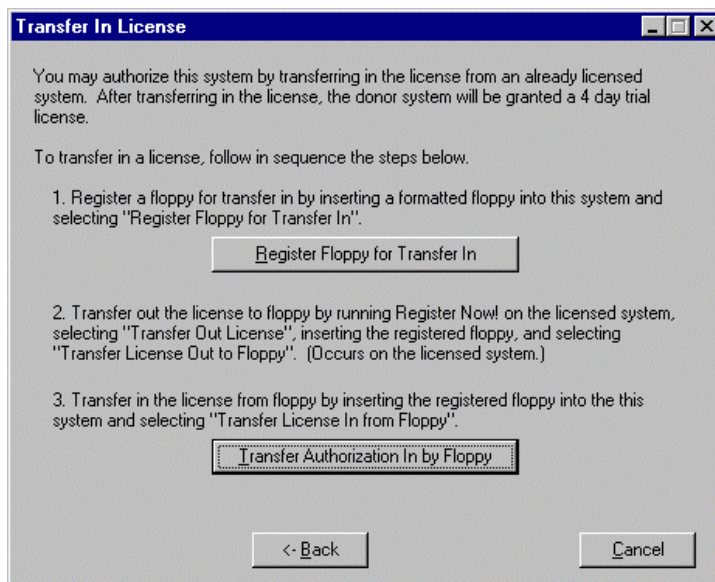 Transfer In License
You may authorize this system by transferring in the license from an already licensed
system. After transferring in the license, the donor system will be granted a 4 day trial
license.
To transfer in a license, follow in sequence the steps below.
1. Register a floppy for transfer in by inserting a formatted floppy into this system and
selecting "Register Floppy for Transfer In".
Register Floppy for Transfer In
2. Transfer out the license to floppy by running Register Now! on the licensed system,
selecting "Transfer Out License", inserting the registered floppy, and selecting
"Transfer License Out to Floppy". (Occurs on the licensed system.)
3. Transfer in the license from floppy by inserting the registered floppy into the this
system and selecting "Transfer License In from Floppy".
Transfer Authorization In by Floppy
<- Back
Cancel